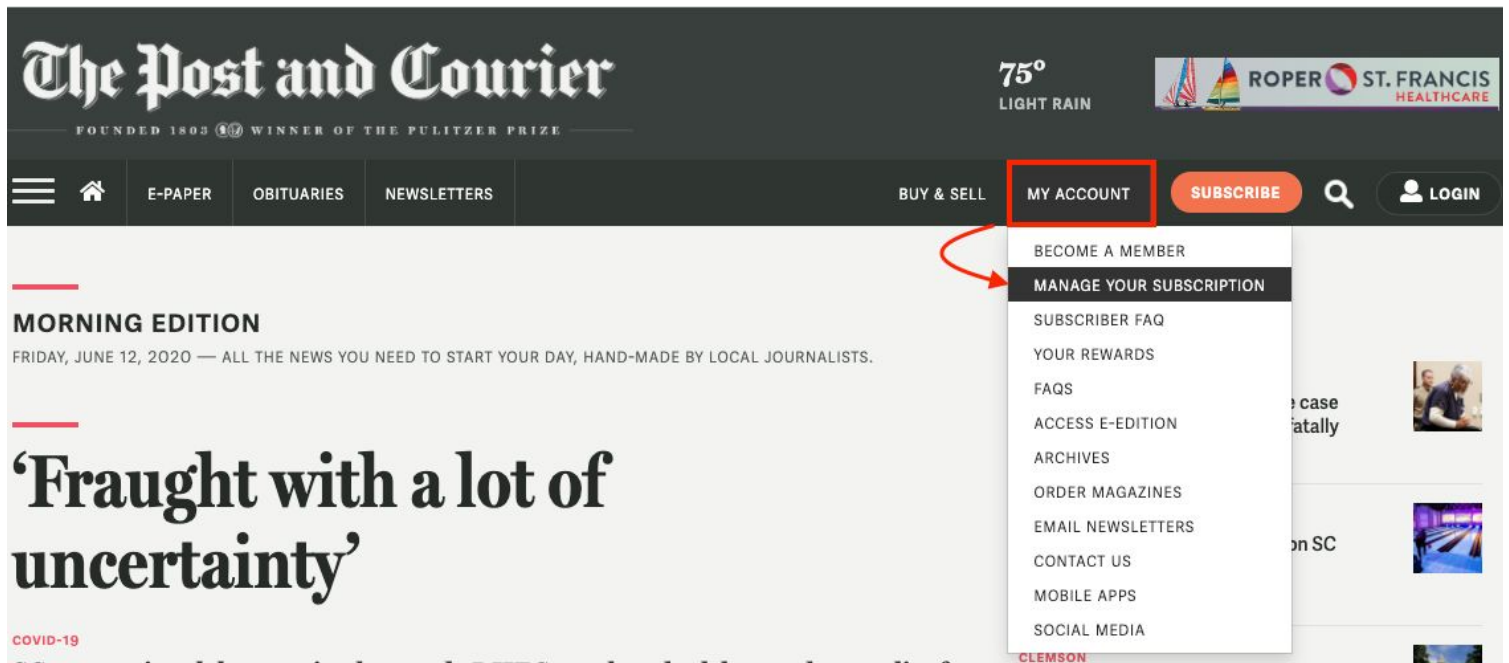 The Post and Courier
FOUNDED 1803 WINNER OF THE PULITZER PRIZE
75º
LIGHT RAIN
ROPER ST. FRANCIS
HEALTHCARE
E-PAPER OBITUARIES NEWSLETTERS BUY & SELL MY ACCOUNT SUBSCRIBE LOGIN
BECOME A MEMBER
MANAGE YOUR SUBSCRIPTION
SUBSCRIBER FAQ
YOUR REWARDS
FAQS
ACCESS E-EDITION
ARCHIVES
ORDER MAGAZINES
EMAIL NEWSLETTERS
CONTACT US
MOBILE APPS
SOCIAL MEDIA
MORNING EDITION
FRIDAY, JUNE 12, 2020 — ALL THE NEWS YOU NEED TO START YOUR DAY, HAND-MADE BY LOCAL JOURNALISTS.
‘Fraught with a lot of
uncertainty’
COVID-19
case
fatally
on SC
CLEMSON